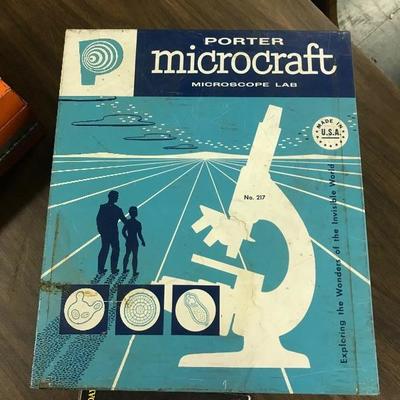 P
PORTER
microcraft
MICROSCOPE LAB
MADE IN
U.S.A.
No. 217
Exploring the Wonders of the Invisible World